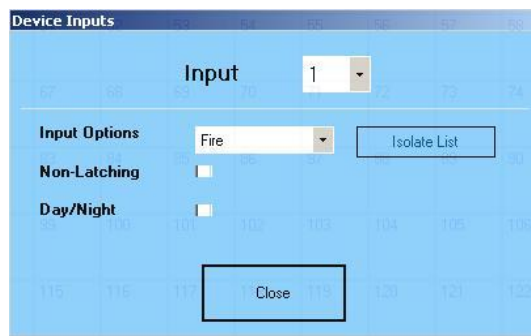 Device Inputs
Input 1
Input Options Fire Isolate List
Non-Latching
Day/Night
Close